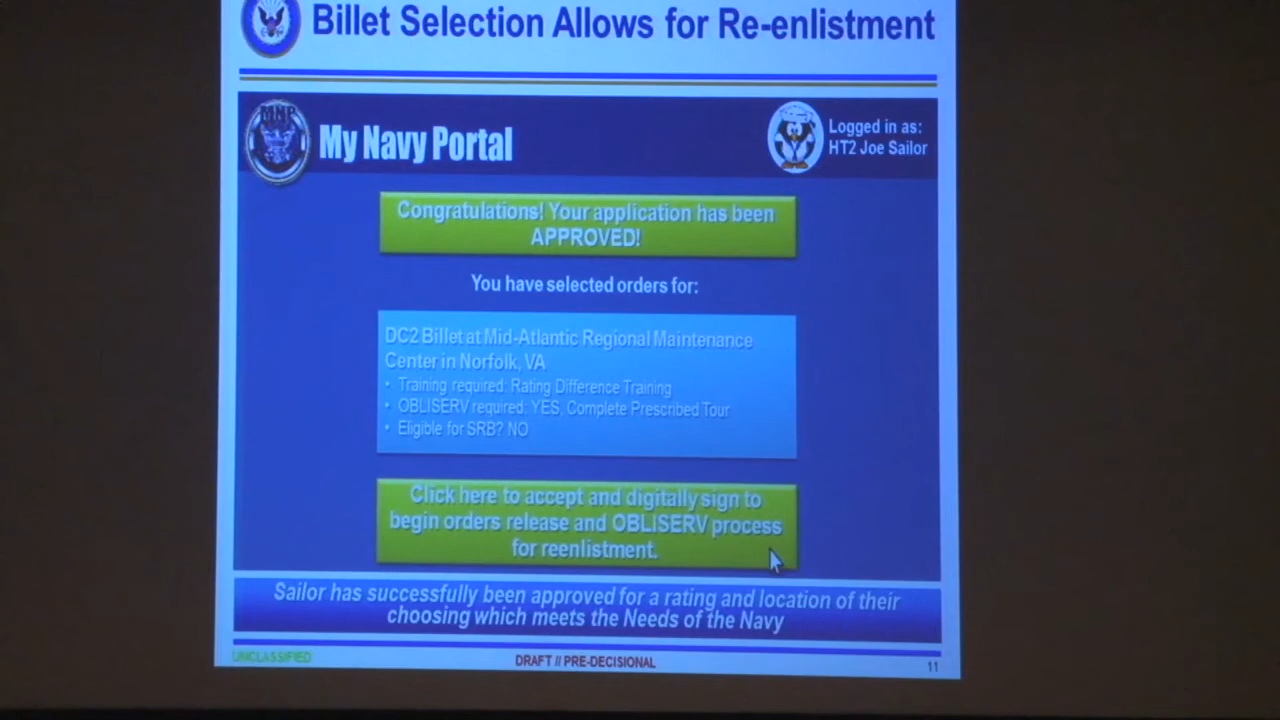 Billet Selection Allows for Re-enlistment
MNP
My Navy Portal
Logged in as:
HT2 Joe Sailor
Congratulations! Your application has been
APPROVED!
You have selected orders for:
DC2 Billet at Mid-Atlantic Regional Maintenance
Center in Norfolk, VA
• Training required: Rating Difference Training
• OBLISERV required: YES, Complete Prescribed Tour
• Eligible for SRB? NO
Click here to accept and digitally sign to
begin orders release and OBLISERV process
for reenlistment.
Sailor has successfully been approved for a rating and location of their
choosing which meets the Needs of the Navy
UNCLASSIFIED
DRAFT // PRE-DECISIONAL
11